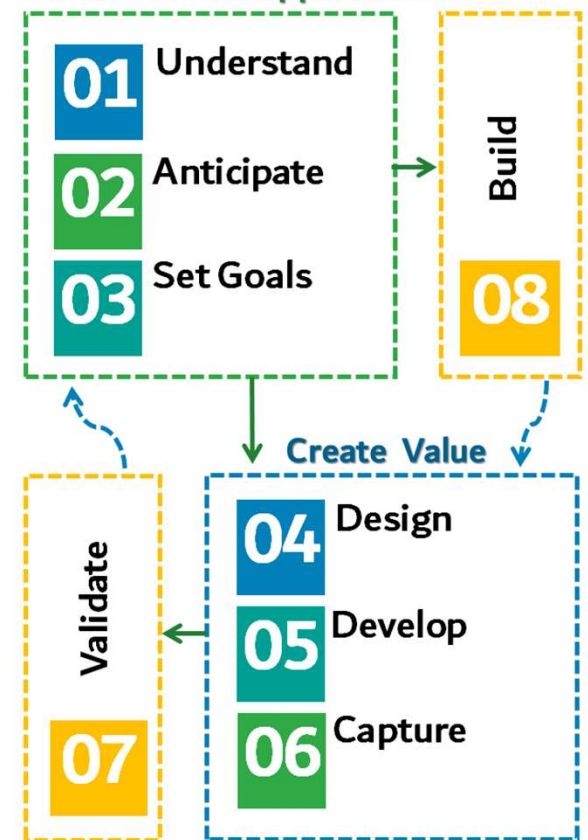 01 Understand
02 Anticipate
03 Set Goals
Build
08
Create Value
04 Design
05 Develop
06 Capture
Validate
07